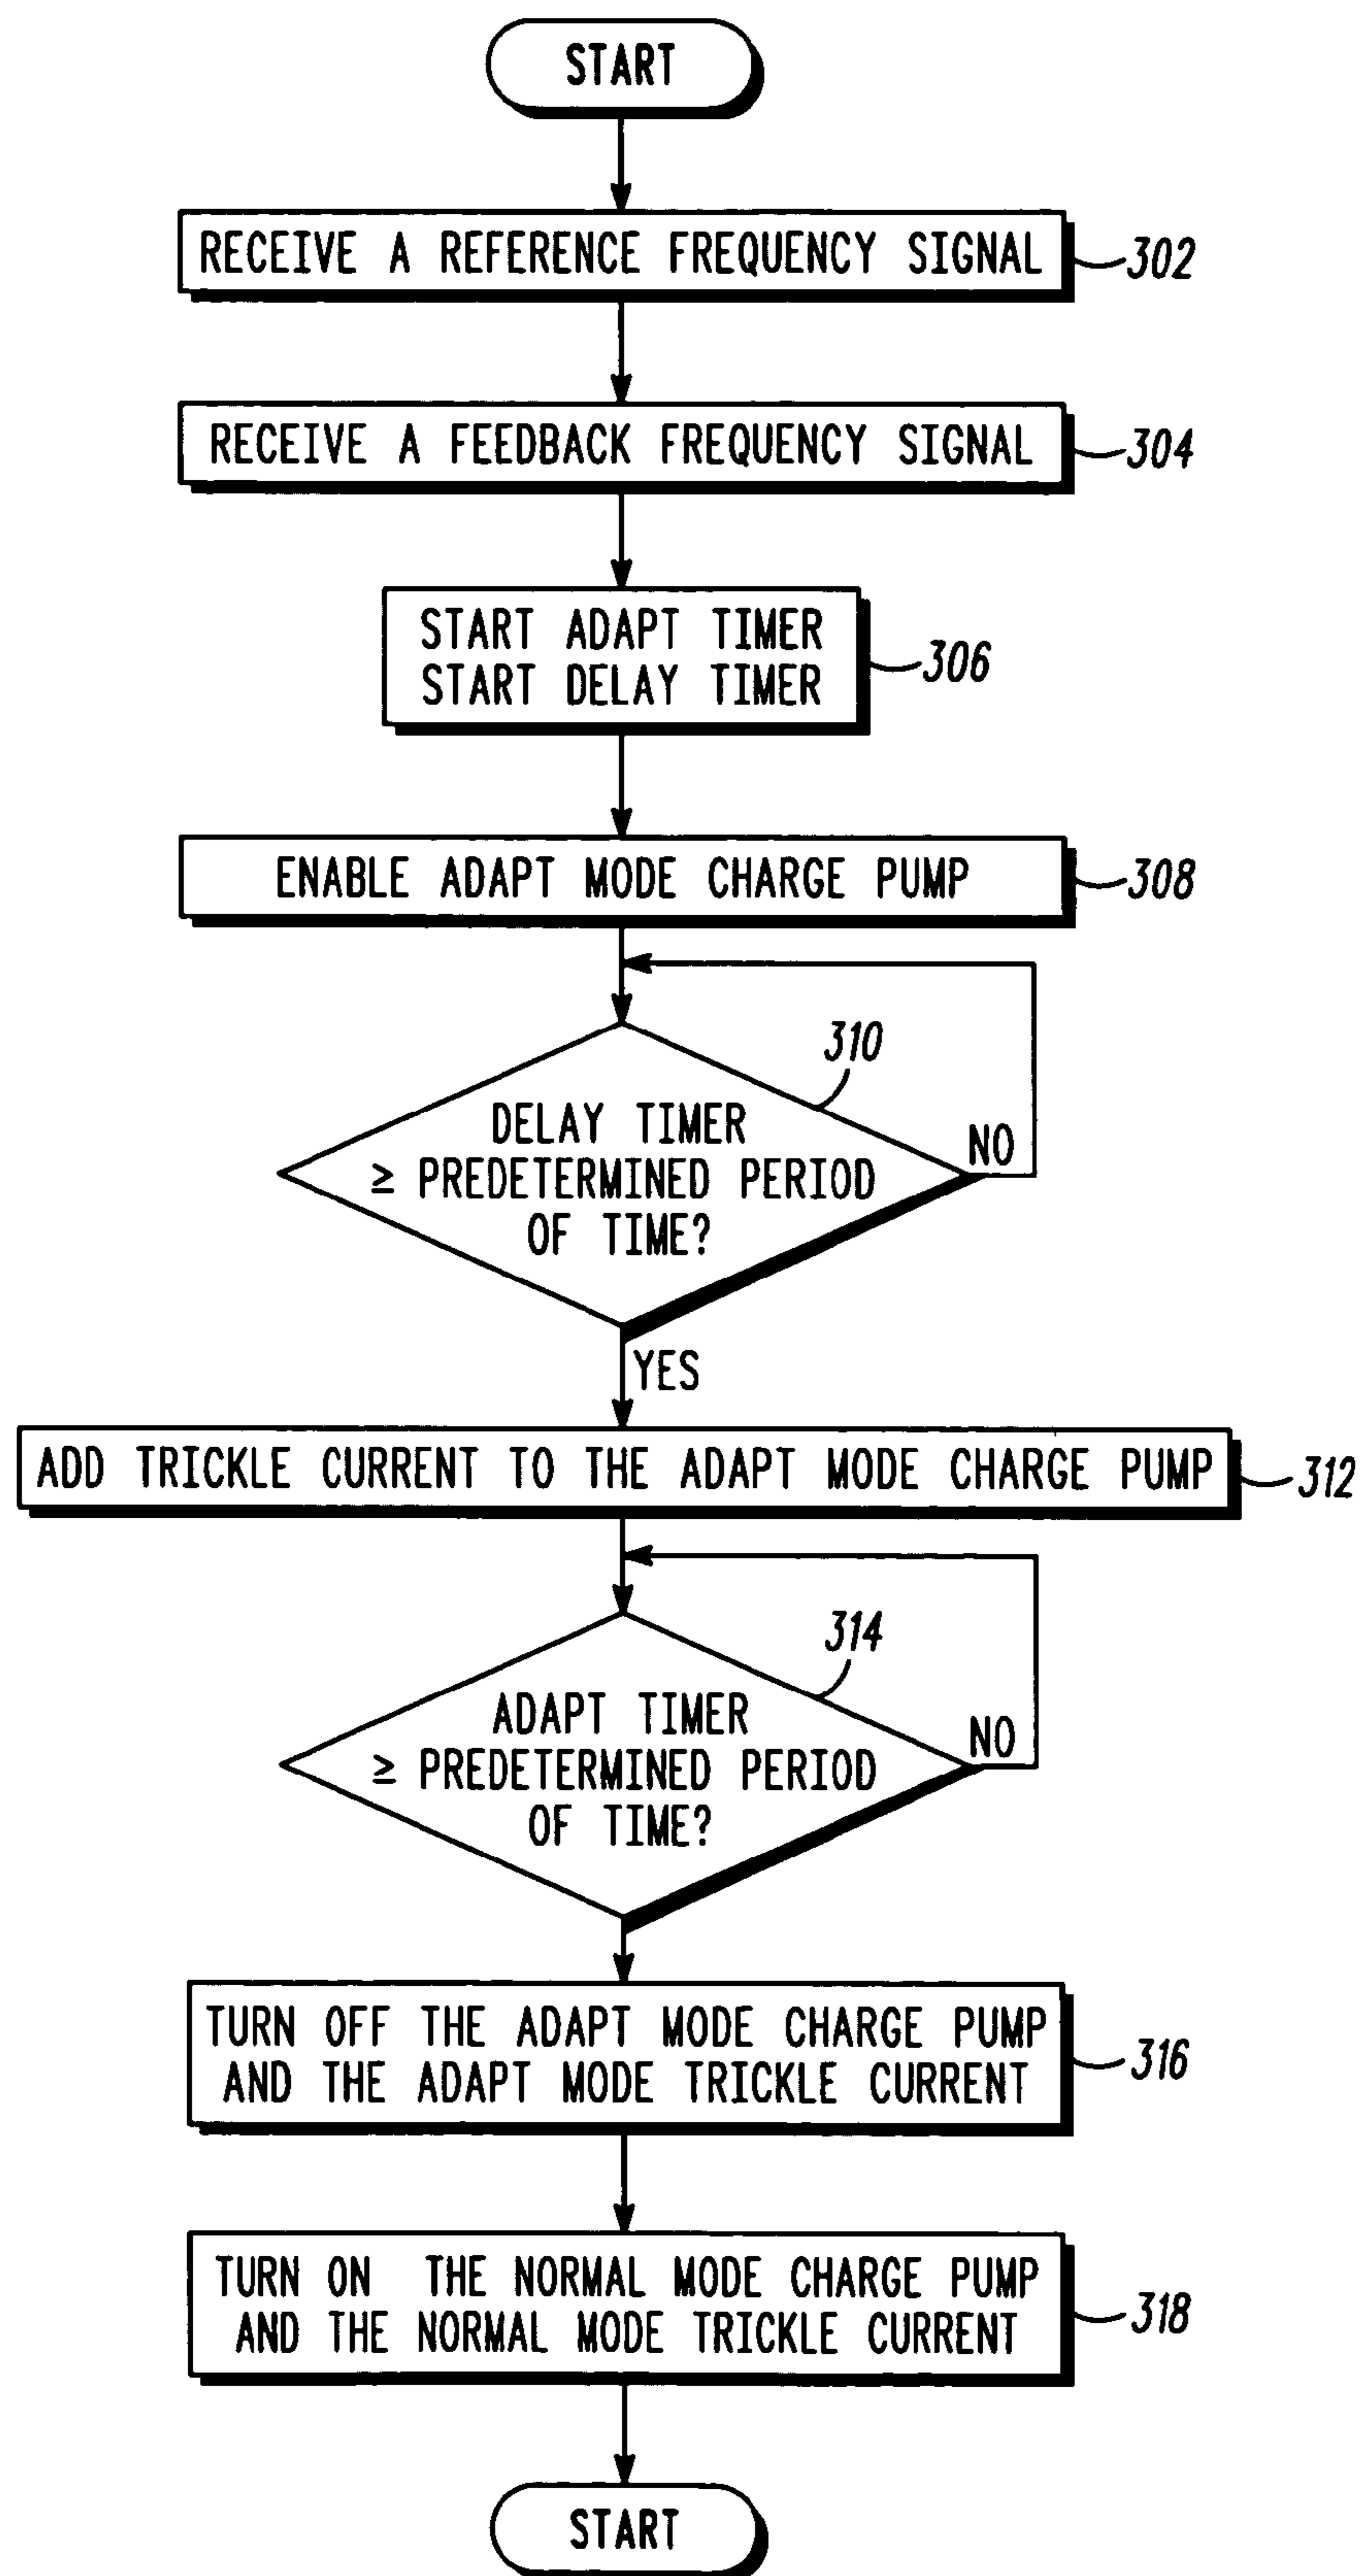 START
RECEIVE A REFERENCE FREQUENCY SIGNAL
302
RECEIVE A FEEDBACK FREQUENCY SIGNAL
304
START ADAPT TIMER
START DELAY TIMER
306
ENABLE ADAPT MODE CHARGE PUMP
308
310
DELAY TIMER
≥ PREDETERMINED PERIOD
OF TIME?
NO
YES
ADD TRICKLE CURRENT TO THE ADAPT MODE CHARGE PUMP
312
314
ADAPT TIMER
≥ PREDETERMINED PERIOD
OF TIME?
NO
TURN OFF THE ADAPT MODE CHARGE PUMP
AND THE ADAPT MODE TRICKLE CURRENT
316
TURN ON THE NORMAL MODE CHARGE PUMP
AND THE NORMAL MODE TRICKLE CURRENT
318
START